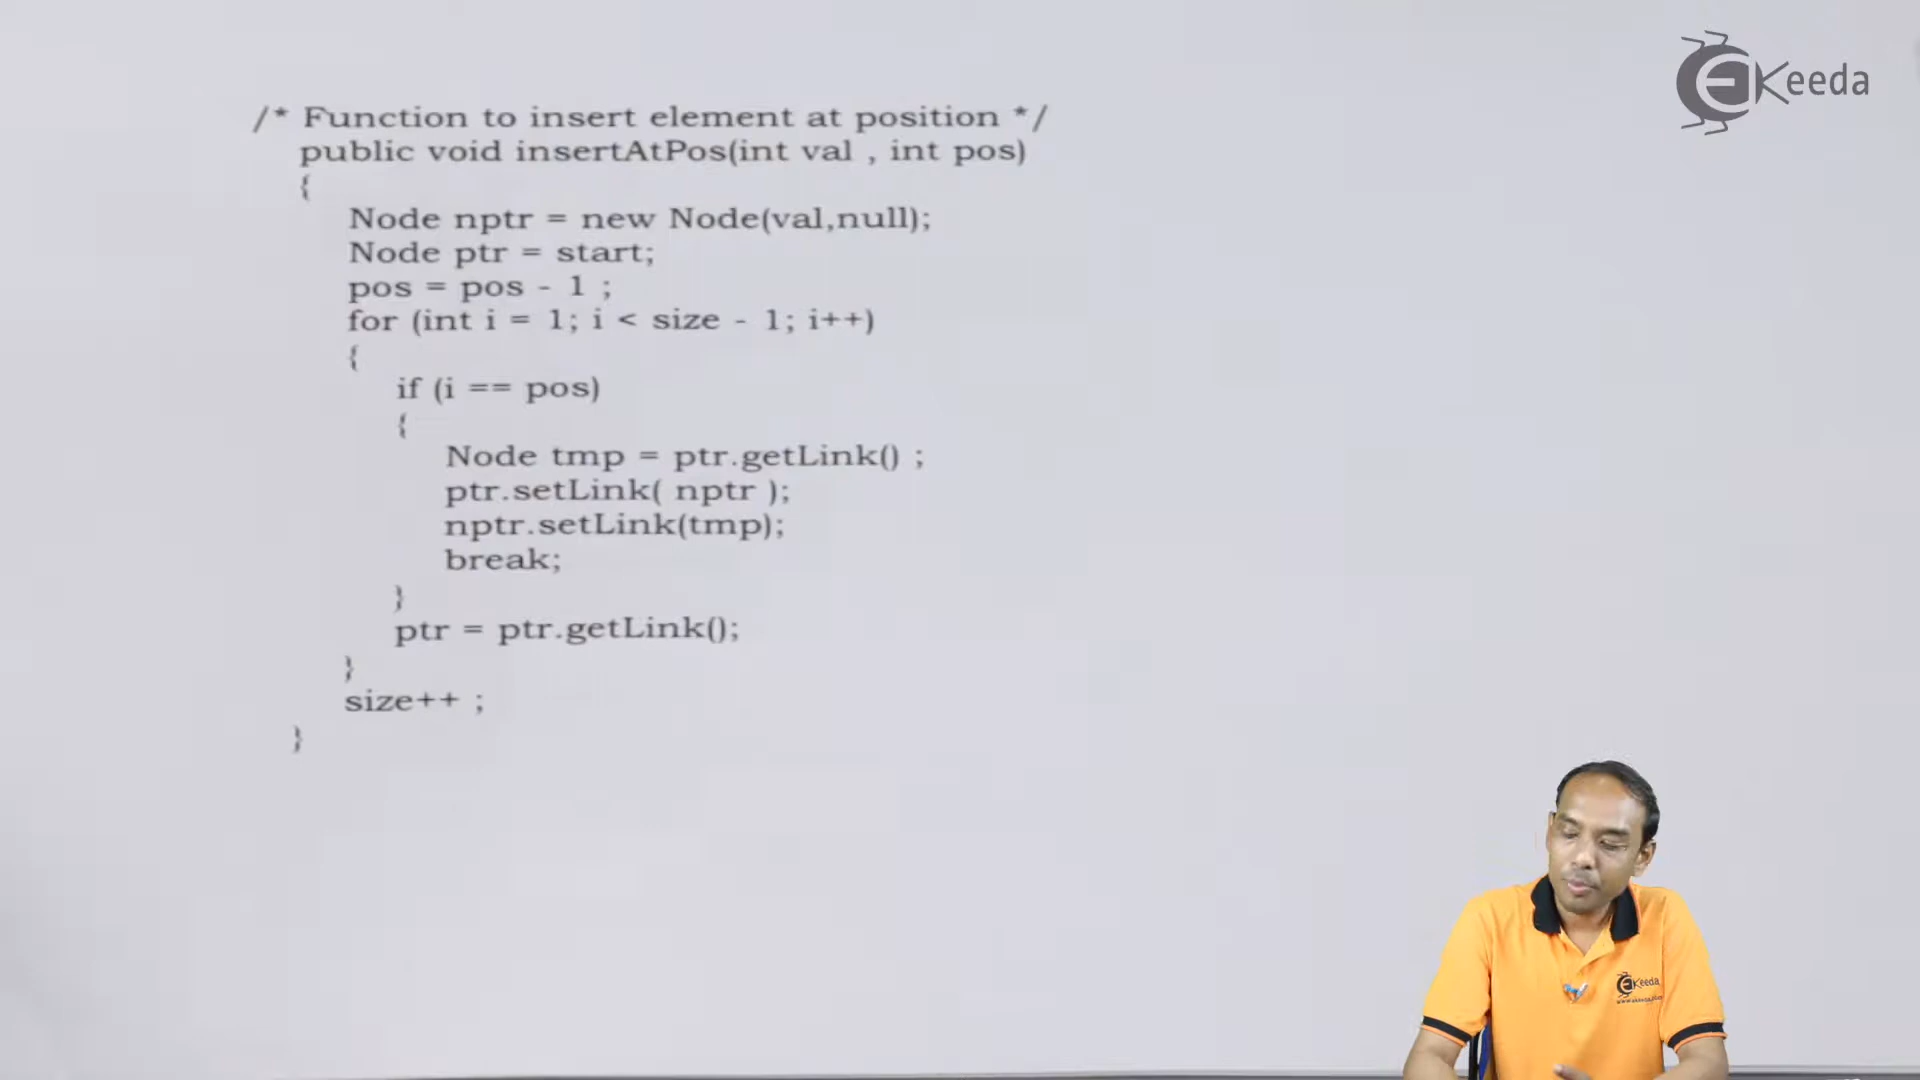 /* Function to insert element at position */
public void insertAtPos(int val , int pos)
{
Node nptr = new Node(val,null);
Node ptr = start;
pos = pos - 1 ;
for (int i = 1; i < size - 1; i++)
{
if (i == pos)
{
Node tmp = ptr.getLink() ;
ptr.setLink( nptr );
nptr.setLink(tmp);
break;
}
ptr = ptr.getLink();
}
size++ ;
}
EKeeda
EKeeda